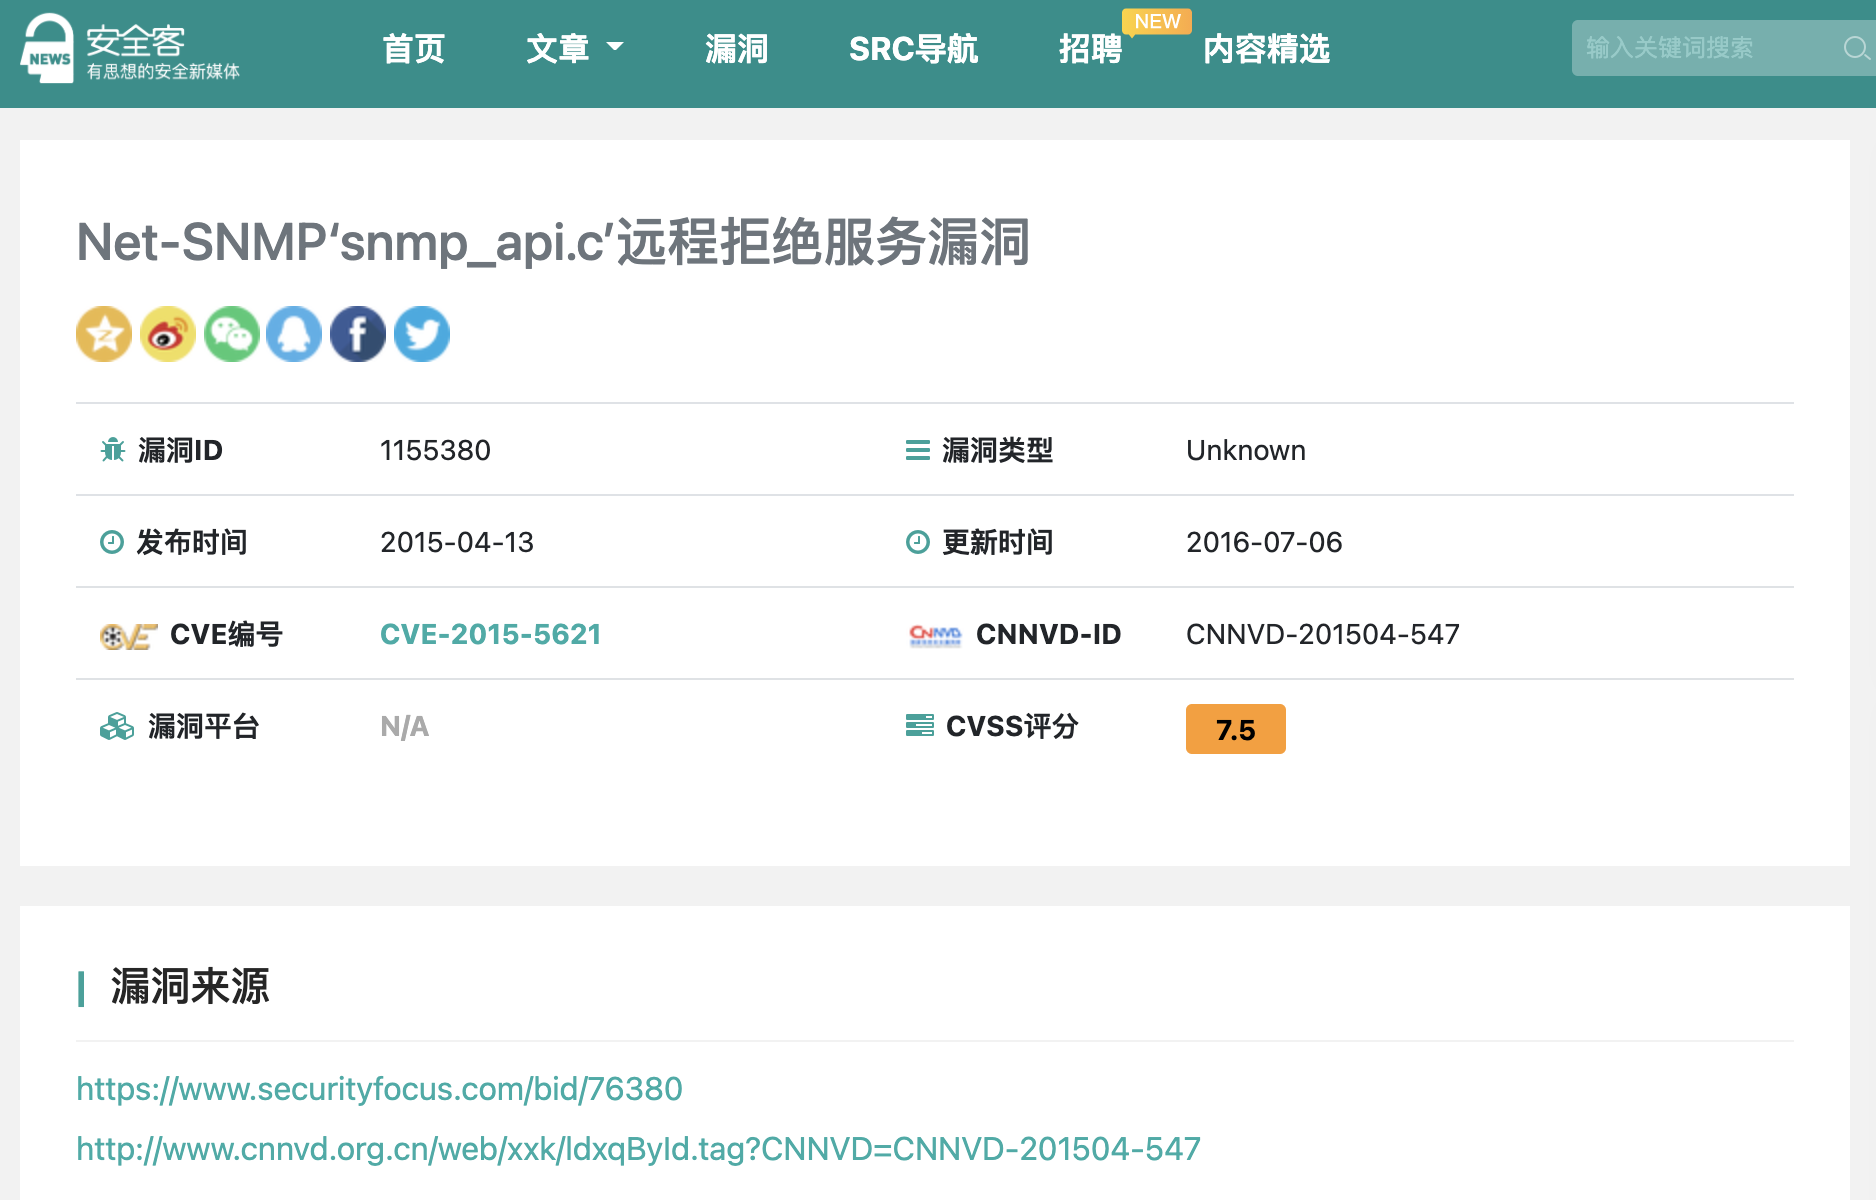 NEWS
安全客
有思想的安全新媒体
首页 文章 漏洞 SRC导航 招聘 NEW 内容精选 输入关键词搜索
Net-SNMP‘snmp_api.c’远程拒绝服务漏洞
漏洞ID 1155380 漏洞类型 Unknown
发布时间 2015-04-13 更新时间 2016-07-06
CVE CVE编号 CVE-2015-5621 CNNVD CNNVD-ID CNNVD-201504-547
漏洞平台 N/A CVSS评分 7.5
漏洞来源
https://www.securityfocus.com/bid/76380
http://www.cnnvd.org.cn/web/xxk/ldxqById.tag?CNNVD=CNNVD-201504-547